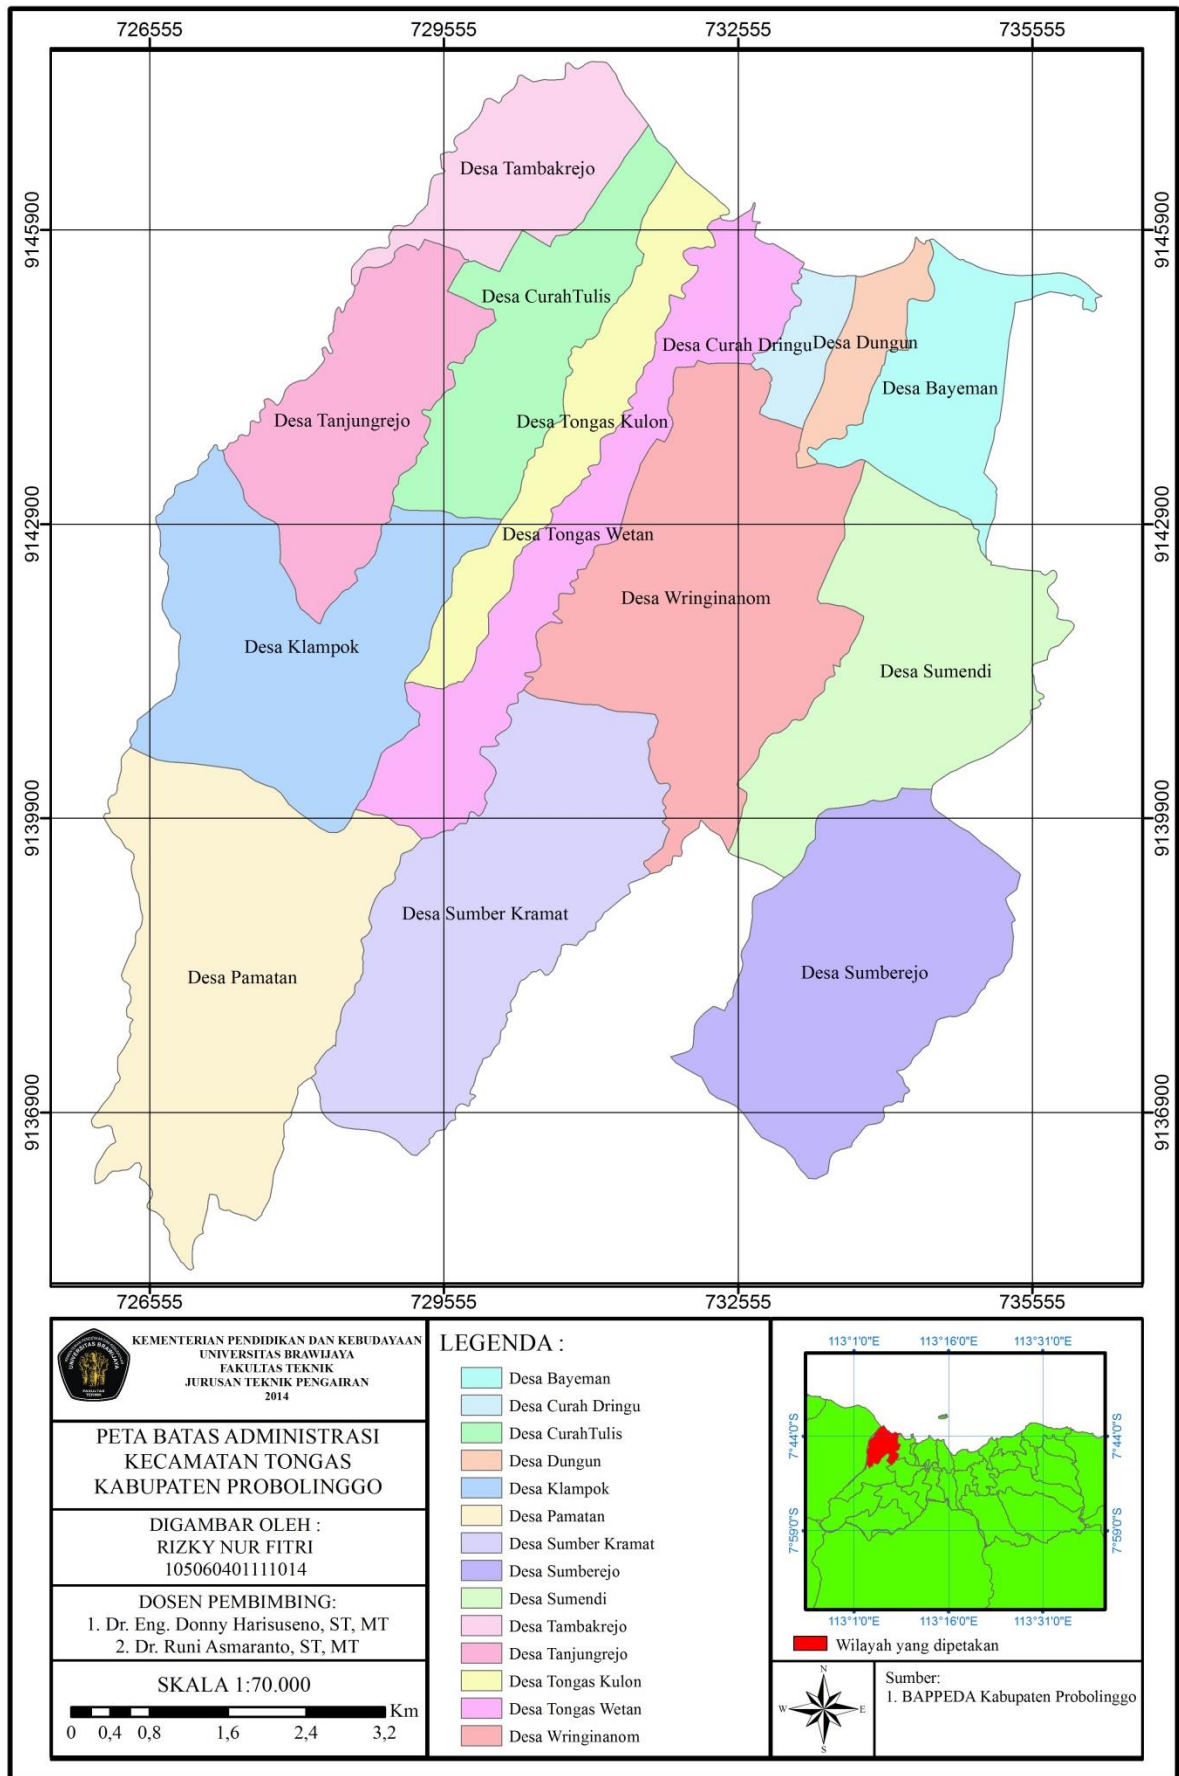 726555 729555 732555 735555
9145900 9145900
Desa Tambakrejo
Desa CurahTulis
Desa Curah Dringu
Desa Dungun
Desa Bayeman
Desa Tanjungrejo
Desa Tongas Kulon
9142900 9142900
Desa Tongas Wetan
Desa Wringinanom
Desa Klampok
Desa Sumendi
9139900 9139900
Desa Sumber Kramat
Desa Pamatan
Desa Sumberejo
9136900 9136900
726555 729555 732555 735555
UNIVERSITAS BRAWIJAYA
FAKULTAS
TEKNIK
KEMENTERIAN PENDIDIKAN DAN KEBUDAYAAN
UNIVERSITAS BRAWIJAYA
FAKULTAS TEKNIK
JURUSAN TEKNIK PENGAIRAN
2014
PETA BATAS ADMINISTRASI
KECAMATAN TONGAS
KABUPATEN PROBOLINGGO
DIGAMBAR OLEH :
RIZKY NUR FITRI
105060401111014
DOSEN PEMBIMBING:
1. Dr. Eng. Donny Harisuseno, ST, MT
2. Dr. Runi Asmaranto, ST, MT
SKALA 1:70.000
Km
0 0,4 0,8 1,6 2,4 3,2
LEGENDA :
Desa Bayeman
Desa Curah Dringu
Desa CurahTulis
Desa Dungun
Desa Klampok
Desa Pamatan
Desa Sumber Kramat
Desa Sumberejo
Desa Sumendi
Desa Tambakrejo
Desa Tanjungrejo
Desa Tongas Kulon
Desa Tongas Wetan
Desa Wringinanom
113°1'0"E 113°16'0"E 113°31'0"E
7°44'0"S 7°44'0"S
7°59'0"S 7°59'0"S
113°1'0"E 113°16'0"E 113°31'0"E
Wilayah yang dipetakan
N
W E
S
Sumber:
1. BAPPEDA Kabupaten Probolinggo